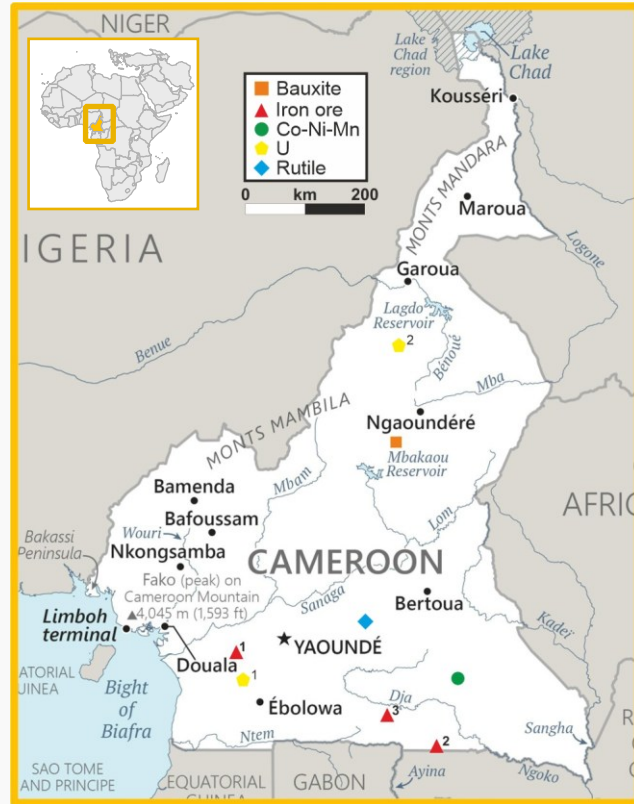 NIGER
Lake Chad
region
Lake
Chad
Kousséri
Bauxite
Iron ore
Co-Ni-Mn
U
Rutile
0 km 200
MONTS MANDARA
Maroua
IGERIA
Logone
Garoua
Lagdo
Reservoir
2
Bénoué
Benue
Mba
Ngaoundéré
MONTS MAMBILA
Mbakaou
Reservoir
Mbam
Bamenda
Lom
AFRI
Bafoussam
Wouri
Bakassi
Peninsula
Nkongsamba
CAMEROON
Fako (peak) on
Cameroon Mountain
4,045 m (1,593 ft)
Sanaga
Bertoua
Kadeï
Limboh
terminal
Douala
1
YAOUNDÉ
ATORIAL
UINEA
1
Bight
of
Biafra
Ébolowa
Dja
3
Sangha
R
Ntem
2
SAO TOME
AND PRINCIPE
EQUATORIAL
GUINEA
GABON
Ayina
Ngoko